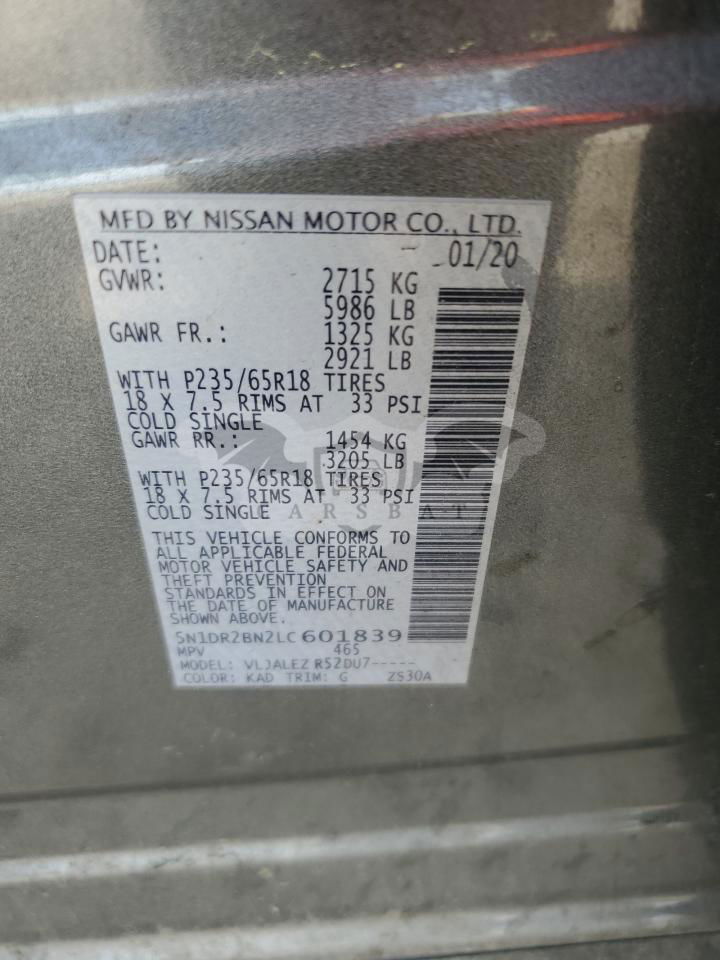 MFD BY NISSAN MOTOR CO., LTD.
DATE: 01/20
GVWR: 2715 KG
5986 LB
GAWR FR.: 1325 KG
2921 LB
WITH P235/65R18 TIRES
18 X 7.5 RIMS AT 33 PSI
COLD SINGLE
GAWR RR.: 1454 KG
3205 LB
WITH P235/65R18 TIRES
18 X 7.5 RIMS AT 33 PSI
COLD SINGLE
ARSBAT
THIS VEHICLE CONFORMS TO
ALL APPLICABLE FEDERAL
MOTOR VEHICLE SAFETY AND
THEFT PREVENTION
STANDARDS IN EFFECT ON
THE DATE OF MANUFACTURE
SHOWN ABOVE.
5N1DR2BN2LC601839
MPV 465
MODEL: VLJALEZ R52DU7-----
COLOR: KAD TRIM: G ZS30A